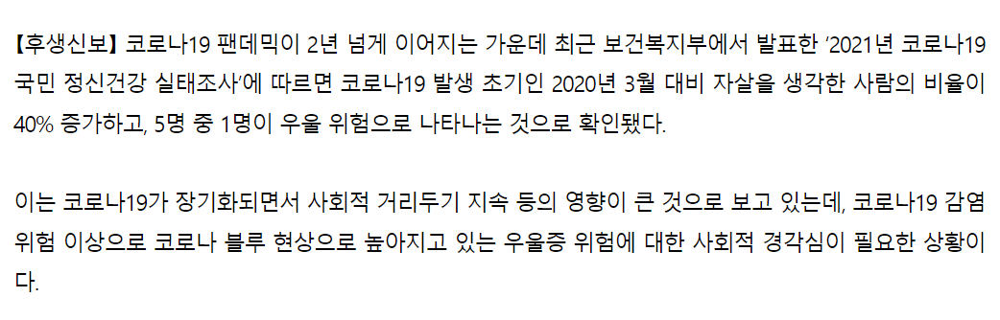 【후생신보】 코로나19 팬데믹이 2년 넘게 이어지는 가운데 최근 보건복지부에서 발표한 ‘2021년 코로나19
국민 정신건강 실태조사’에 따르면 코로나19 발생 초기인 2020년 3월 대비 자살을 생각한 사람의 비율이
40% 증가하고, 5명 중 1명이 우울 위험으로 나타나는 것으로 확인됐다.
이는 코로나19가 장기화되면서 사회적 거리두기 지속 등의 영향이 큰 것으로 보고 있는데, 코로나19 감염
위험 이상으로 코로나 블루 현상으로 높아지고 있는 우울증 위험에 대한 사회적 경각심이 필요한 상황이
다.